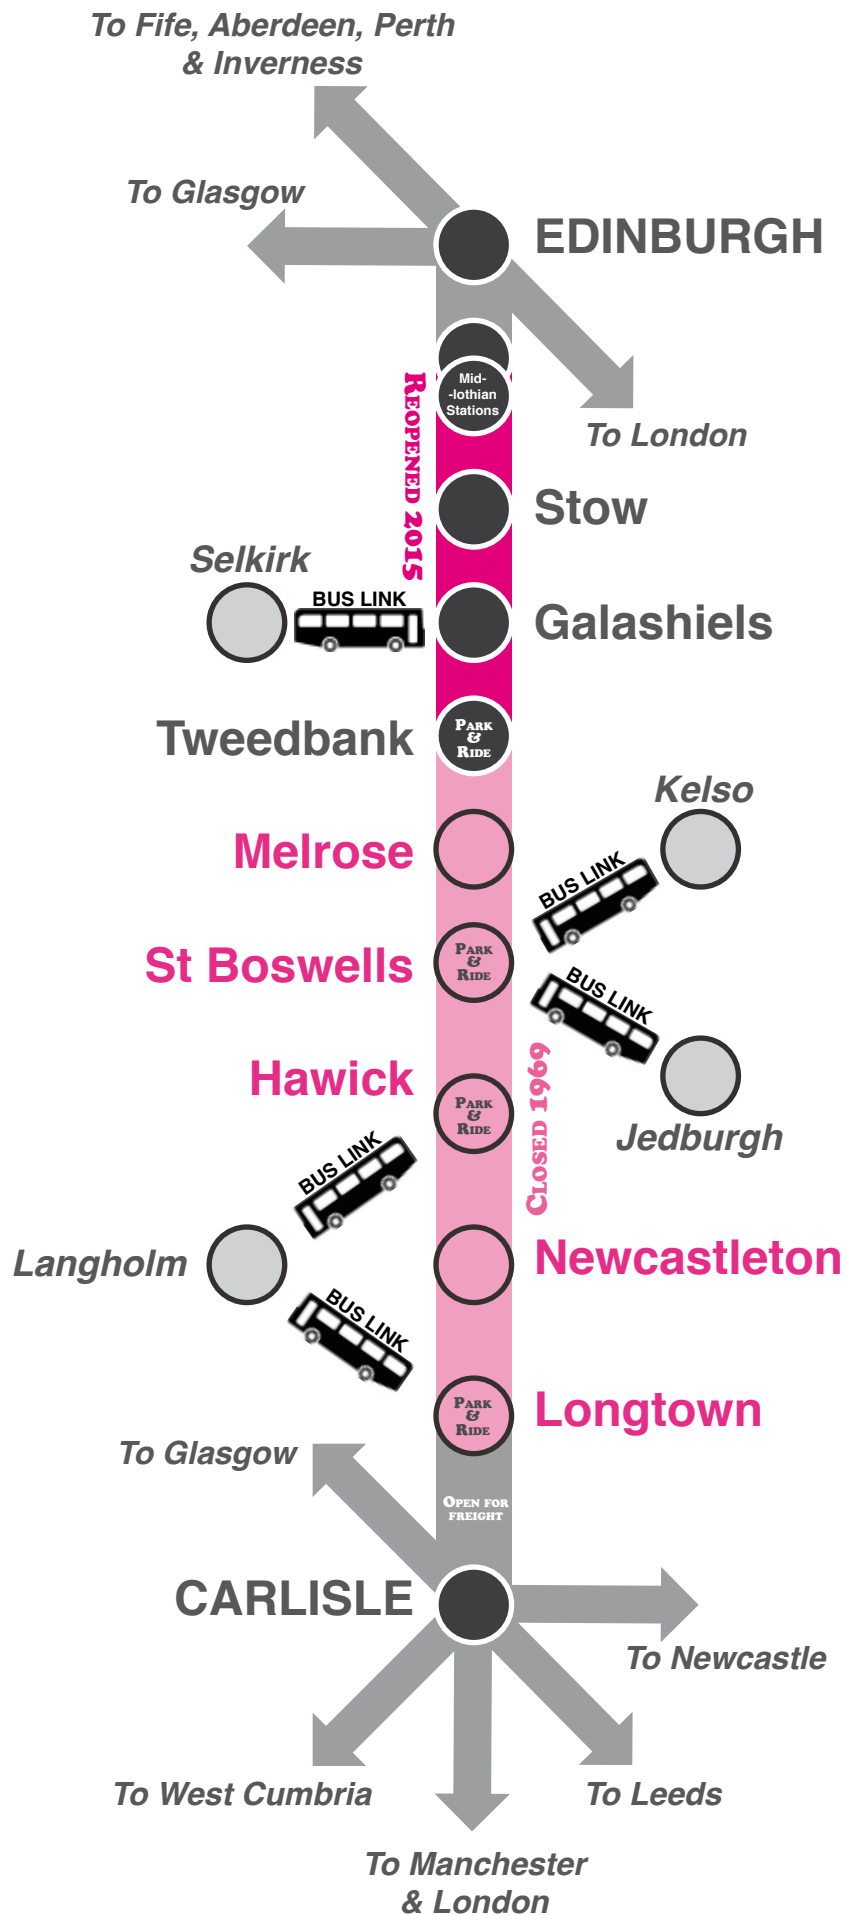 To Fife, Aberdeen, Perth
& Inverness
To Glasgow
EDINBURGH
Mid-
-lothian
Stations
To London
REOPENED 2015
Stow
Selkirk
BUS LINK
Galashiels
Tweedbank
PARK
&
RIDE
Kelso
Melrose
BUS LINK
St Boswells
PARK
&
RIDE
BUS LINK
Hawick
PARK
&
RIDE
CLOSED 1969
Jedburgh
BUS LINK
Langholm
Newcastleton
BUS LINK
PARK
&
RIDE
Longtown
To Glasgow
OPEN FOR
FREIGHT
CARLISLE
To Newcastle
To West Cumbria
To Leeds
To Manchester
& London